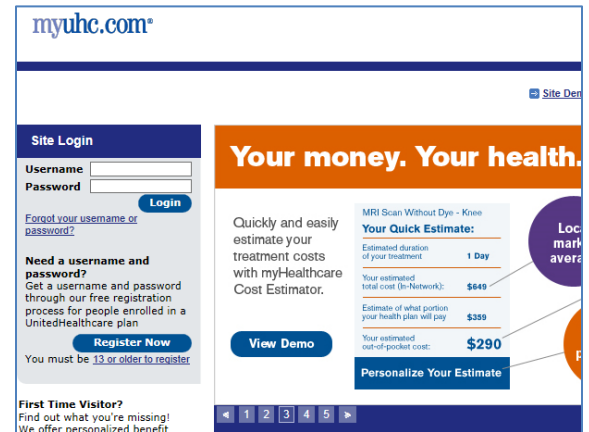 myuhc.com®
Site Den
Site Login
Username
Password
Login
Forgot your username or
password?
Need a username and
password?
Get a username and password
through our free registration
process for people enrolled in a
UnitedHealthcare plan
Register Now
You must be 13 or older to register
First Time Visitor?
Find out what you're missing!
We offer personalized benefit
Your money. Your health.
Quickly and easily
estimate your
treatment costs
with myHealthcare
Cost Estimator.
View Demo
MRI Scan Without Dye - Knee
Your Quick Estimate:
Estimated duration
of your treatment 1 Day
Your estimated
total cost (In-Network): $649
Estimate of what portion
your health plan will pay $359
Your estimated
out-of-pocket cost: $290
Personalize Your Estimate
Loc
mark
avera
p
1 2 3 4 5